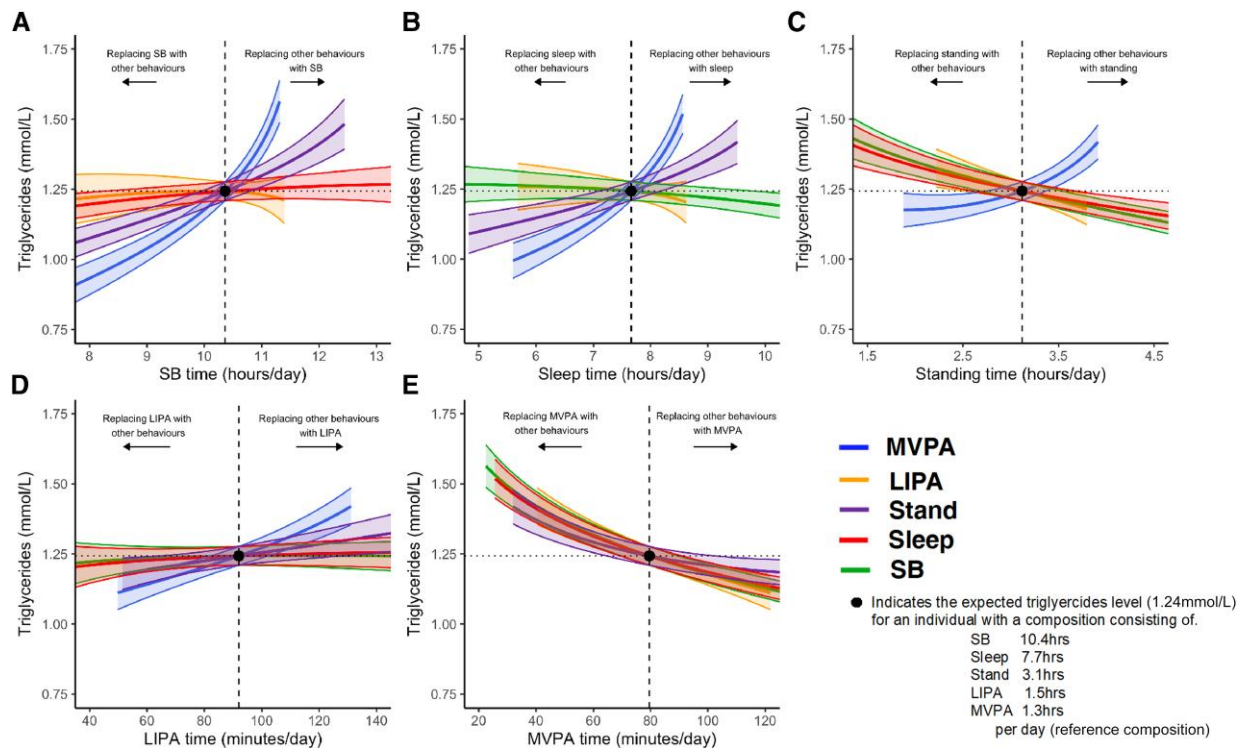 A
Replacing SB with
other behaviours
Replacing other behaviours
with SB
Triglycerides (mmol/L)
1.75
1.50
1.25
1.00
0.75
8 9 10 11 12 13
SB time (hours/day)
B
Replacing sleep with
other behaviours
Replacing other behaviours
with sleep
Triglycerides (mmol/L)
1.75
1.50
1.25
1.00
0.75
5 6 7 8 9 10
Sleep time (hours/day)
C
Replacing standing with
other behaviours
Replacing other behaviours
with standing
Triglycerides (mmol/L)
1.75
1.50
1.25
1.00
0.75
1.5 2.5 3.5 4.5
Standing time (hours/day)
D
Replacing LIPA with
other behaviours
Replacing other behaviours
with LIPA
Triglycerides (mmol/L)
1.75
1.50
1.25
1.00
0.75
40 60 80 100 120 140
LIPA time (minutes/day)
E
Replacing MVPA with
other behaviours
Replacing other behaviours
with MVPA
Triglycerides (mmol/L)
1.75
1.50
1.25
1.00
0.75
20 40 60 80 100 120
MVPA time (minutes/day)
MVPA
LIPA
Stand
Sleep
SB
Indicates the expected triglyercides level (1.24mmol/L)
for an individual with a composition consisting of.
SB 10.4hrs
Sleep 7.7hrs
Stand 3.1hrs
LIPA 1.5hrs
MVPA 1.3hrs
per day (reference composition)